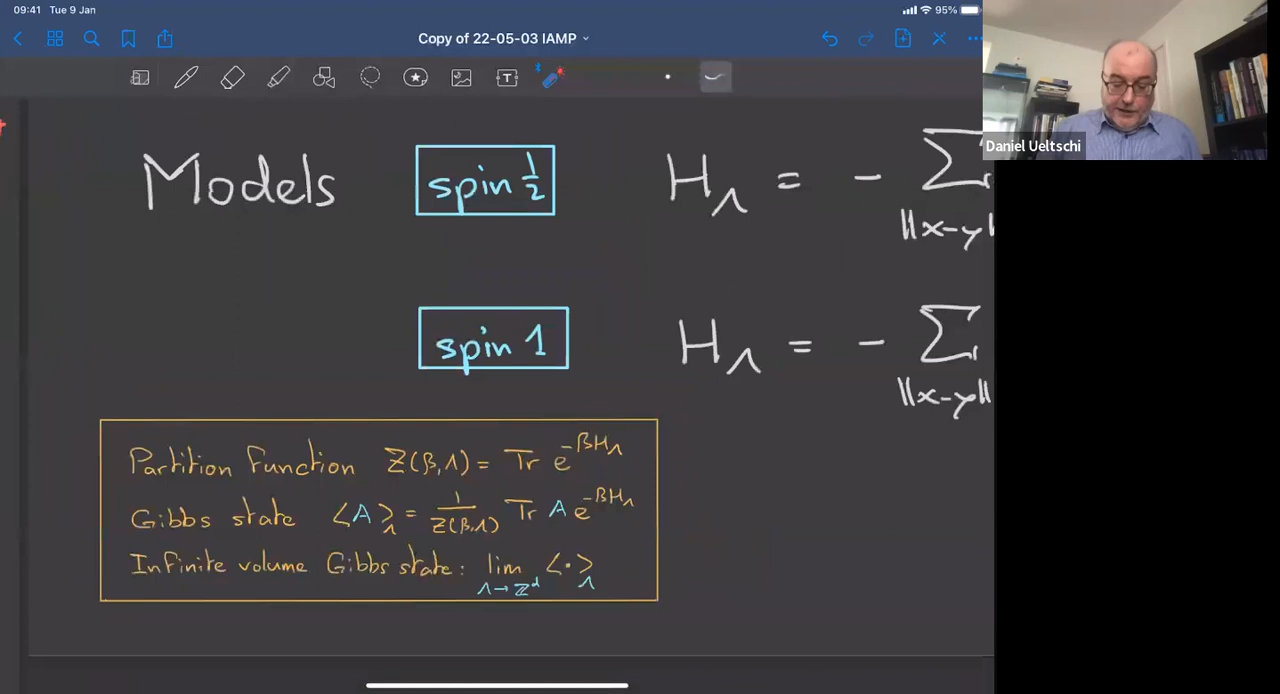 09:41 Tue 9 Jan
95%
Copy of 22-05-03 IAMP
Daniel Ueltschi
Models
spin 1/2
H_Λ = - Σ
||x-y||
spin 1
H_Λ = - Σ
||x-y||
Partition function Z(β,Λ) = Tr e^{-βH_Λ}
Gibbs state <A>_Λ = 1/Z(β,Λ) Tr A e^{-βH_Λ}
Infinite volume Gibbs state: lim_{Λ→ℤ^d} <·>_Λ